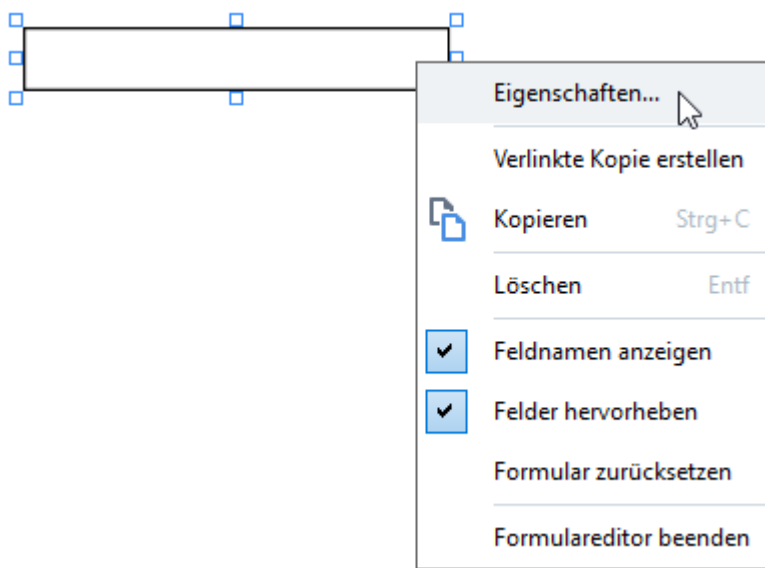 Eigenschaften...
Verlinkte Kopie erstellen
Kopieren Strg+C
Löschen Entf
Feldnamen anzeigen
Felder hervorheben
Formular zurücksetzen
Formulareditor beenden